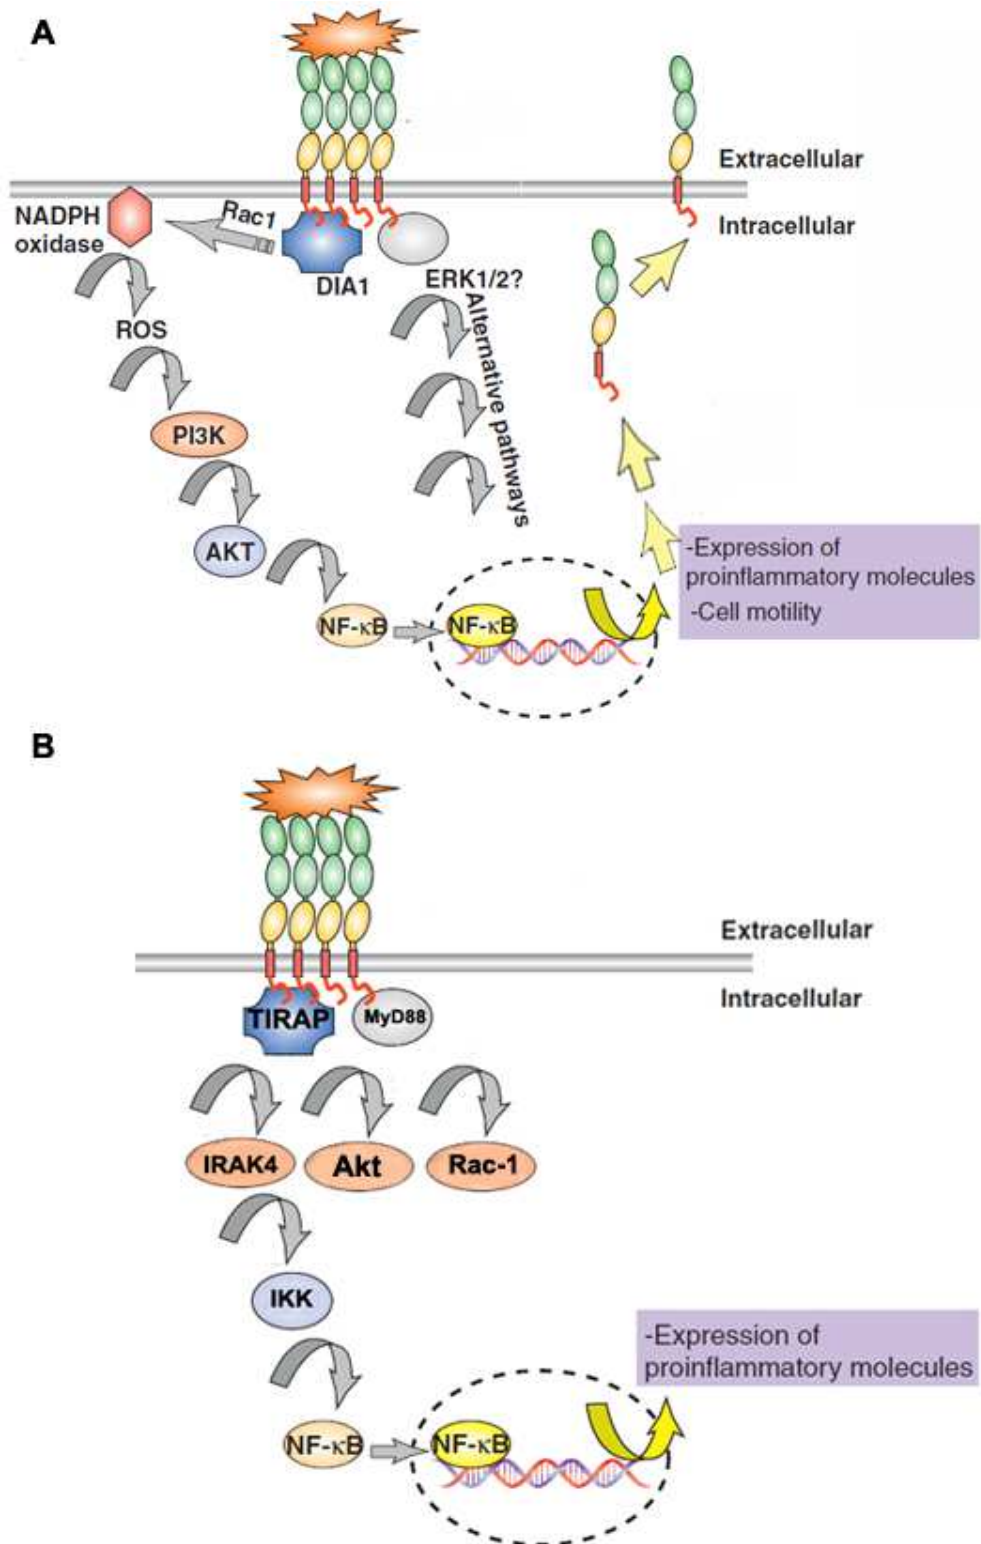 A
Extracellular
Intracellular
NADPH
oxidase
Rac1
DIA1
ERK1/2?
Alternative pathways
ROS
PI3K
AKT
NF-κB
NF-κB
-Expression of
proinflammatory molecules
-Cell motility
B
Extracellular
Intracellular
TIRAP
MyD88
IRAK4
Akt
Rac-1
IKK
NF-κB
NF-κB
-Expression of
proinflammatory molecules